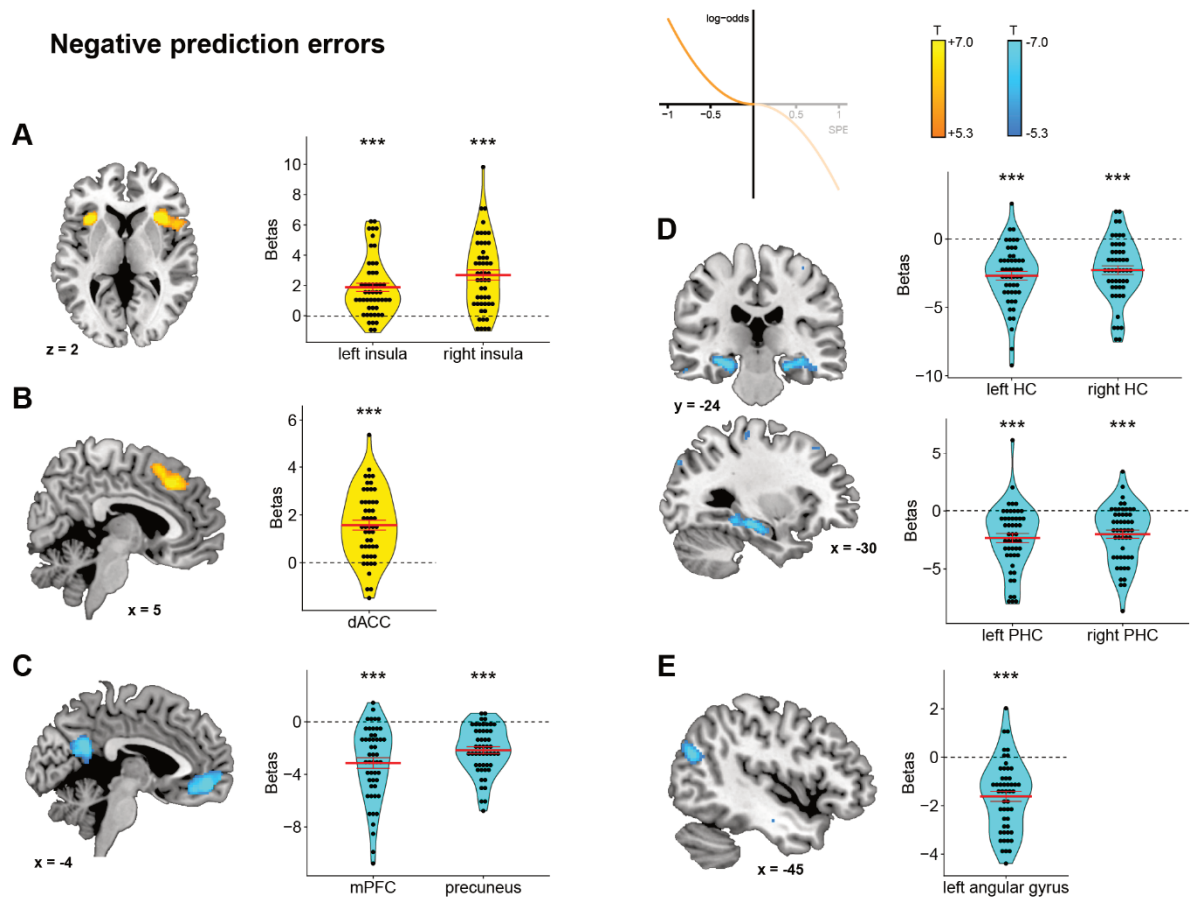 Negative prediction errors
log-odds
−1
−0.5
0.5
1
SPE
T
+7.0
+5.3
T
-7.0
-5.3
A
z = 2
Betas
10
8
6
4
2
0
***
***
left insula
right insula
B
x = 5
Betas
6
4
2
0
***
dACC
C
x = -4
Betas
0
−4
−8
***
***
mPFC
precuneus
D
y = -24
x = -30
Betas
0
−5
−10
***
***
left HC
right HC
Betas
5
0
−5
***
***
left PHC
right PHC
E
x = -45
Betas
2
0
−2
−4
***
left angular gyrus